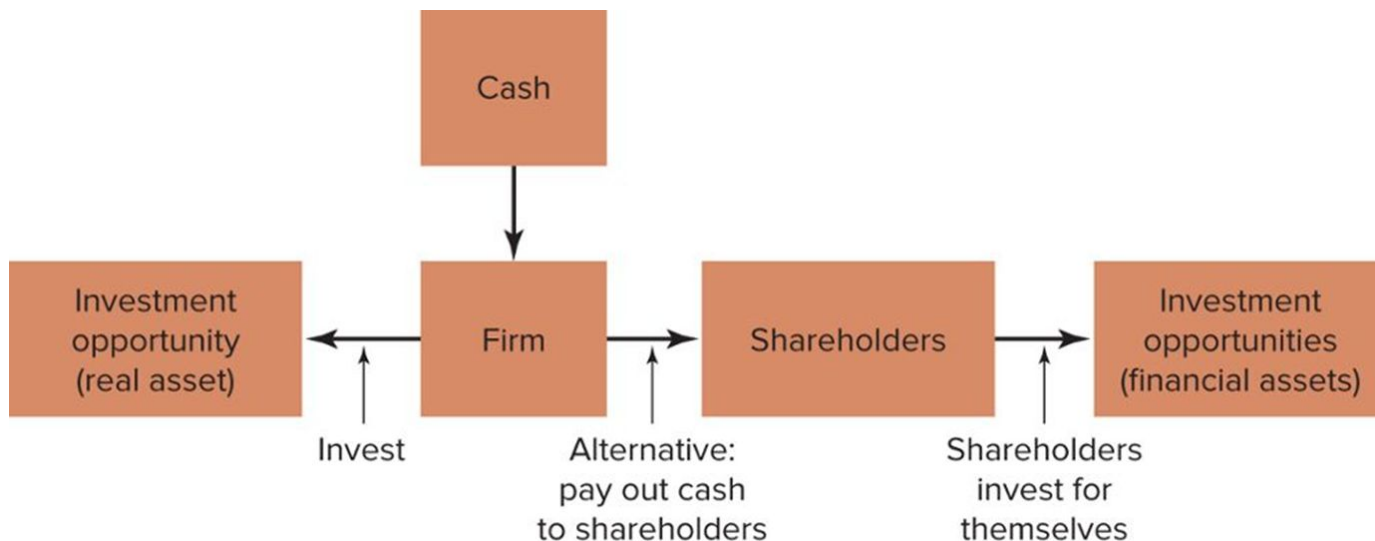 Cash
Investment
opportunity
(real asset)
Firm
Shareholders
Investment
opportunities
(financial assets)
Invest
Alternative:
pay out cash
to shareholders
Shareholders
invest for
themselves